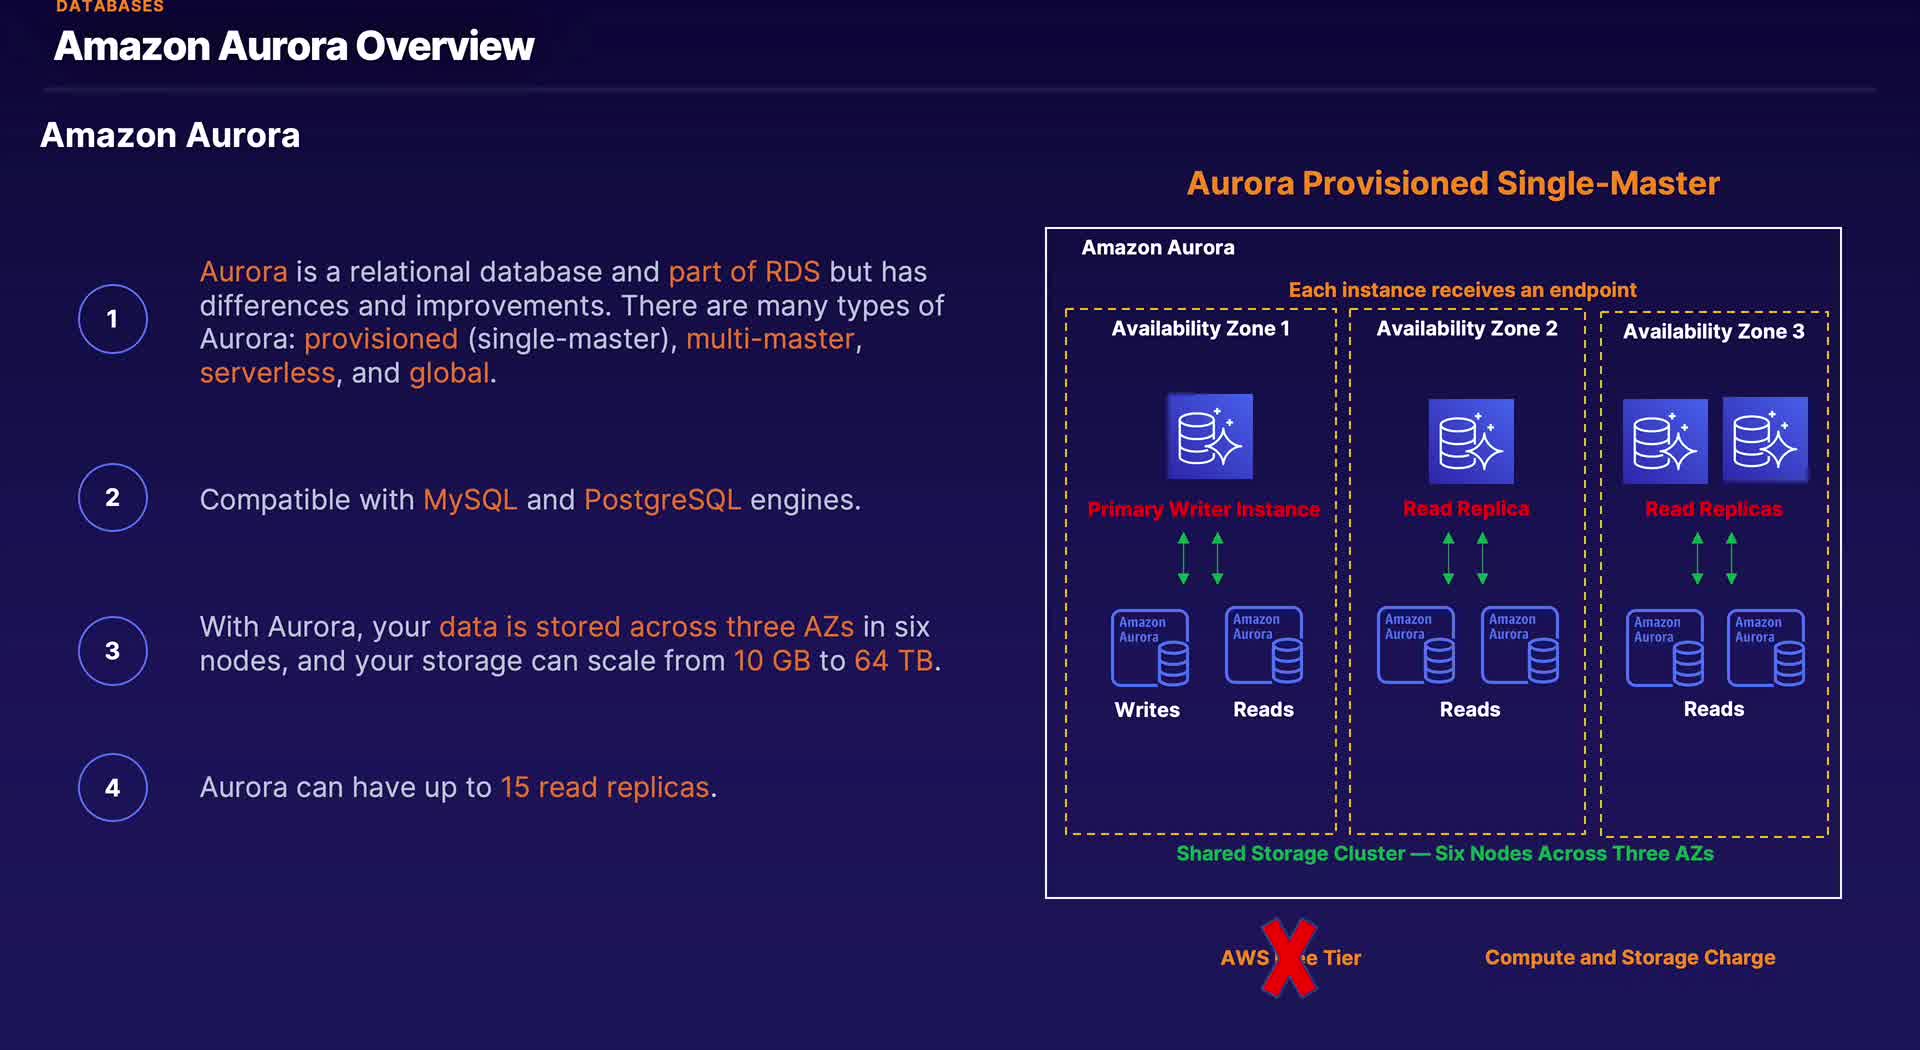 DATABASES
Amazon Aurora Overview
Amazon Aurora
1
Aurora is a relational database and part of RDS but has
differences and improvements. There are many types of
Aurora: provisioned (single-master), multi-master,
serverless, and global.
2
Compatible with MySQL and PostgreSQL engines.
3
With Aurora, your data is stored across three AZs in six
nodes, and your storage can scale from 10 GB to 64 TB.
4
Aurora can have up to 15 read replicas.
Aurora Provisioned Single-Master
Amazon Aurora
Each instance receives an endpoint
Availability Zone 1
Primary Writer Instance
Amazon
Aurora
Amazon
Aurora
Writes
Reads
Availability Zone 2
Read Replica
Amazon
Aurora
Amazon
Aurora
Reads
Availability Zone 3
Read Replicas
Amazon
Aurora
Amazon
Aurora
Reads
Shared Storage Cluster — Six Nodes Across Three AZs
AWS Tier
Compute and Storage Charge